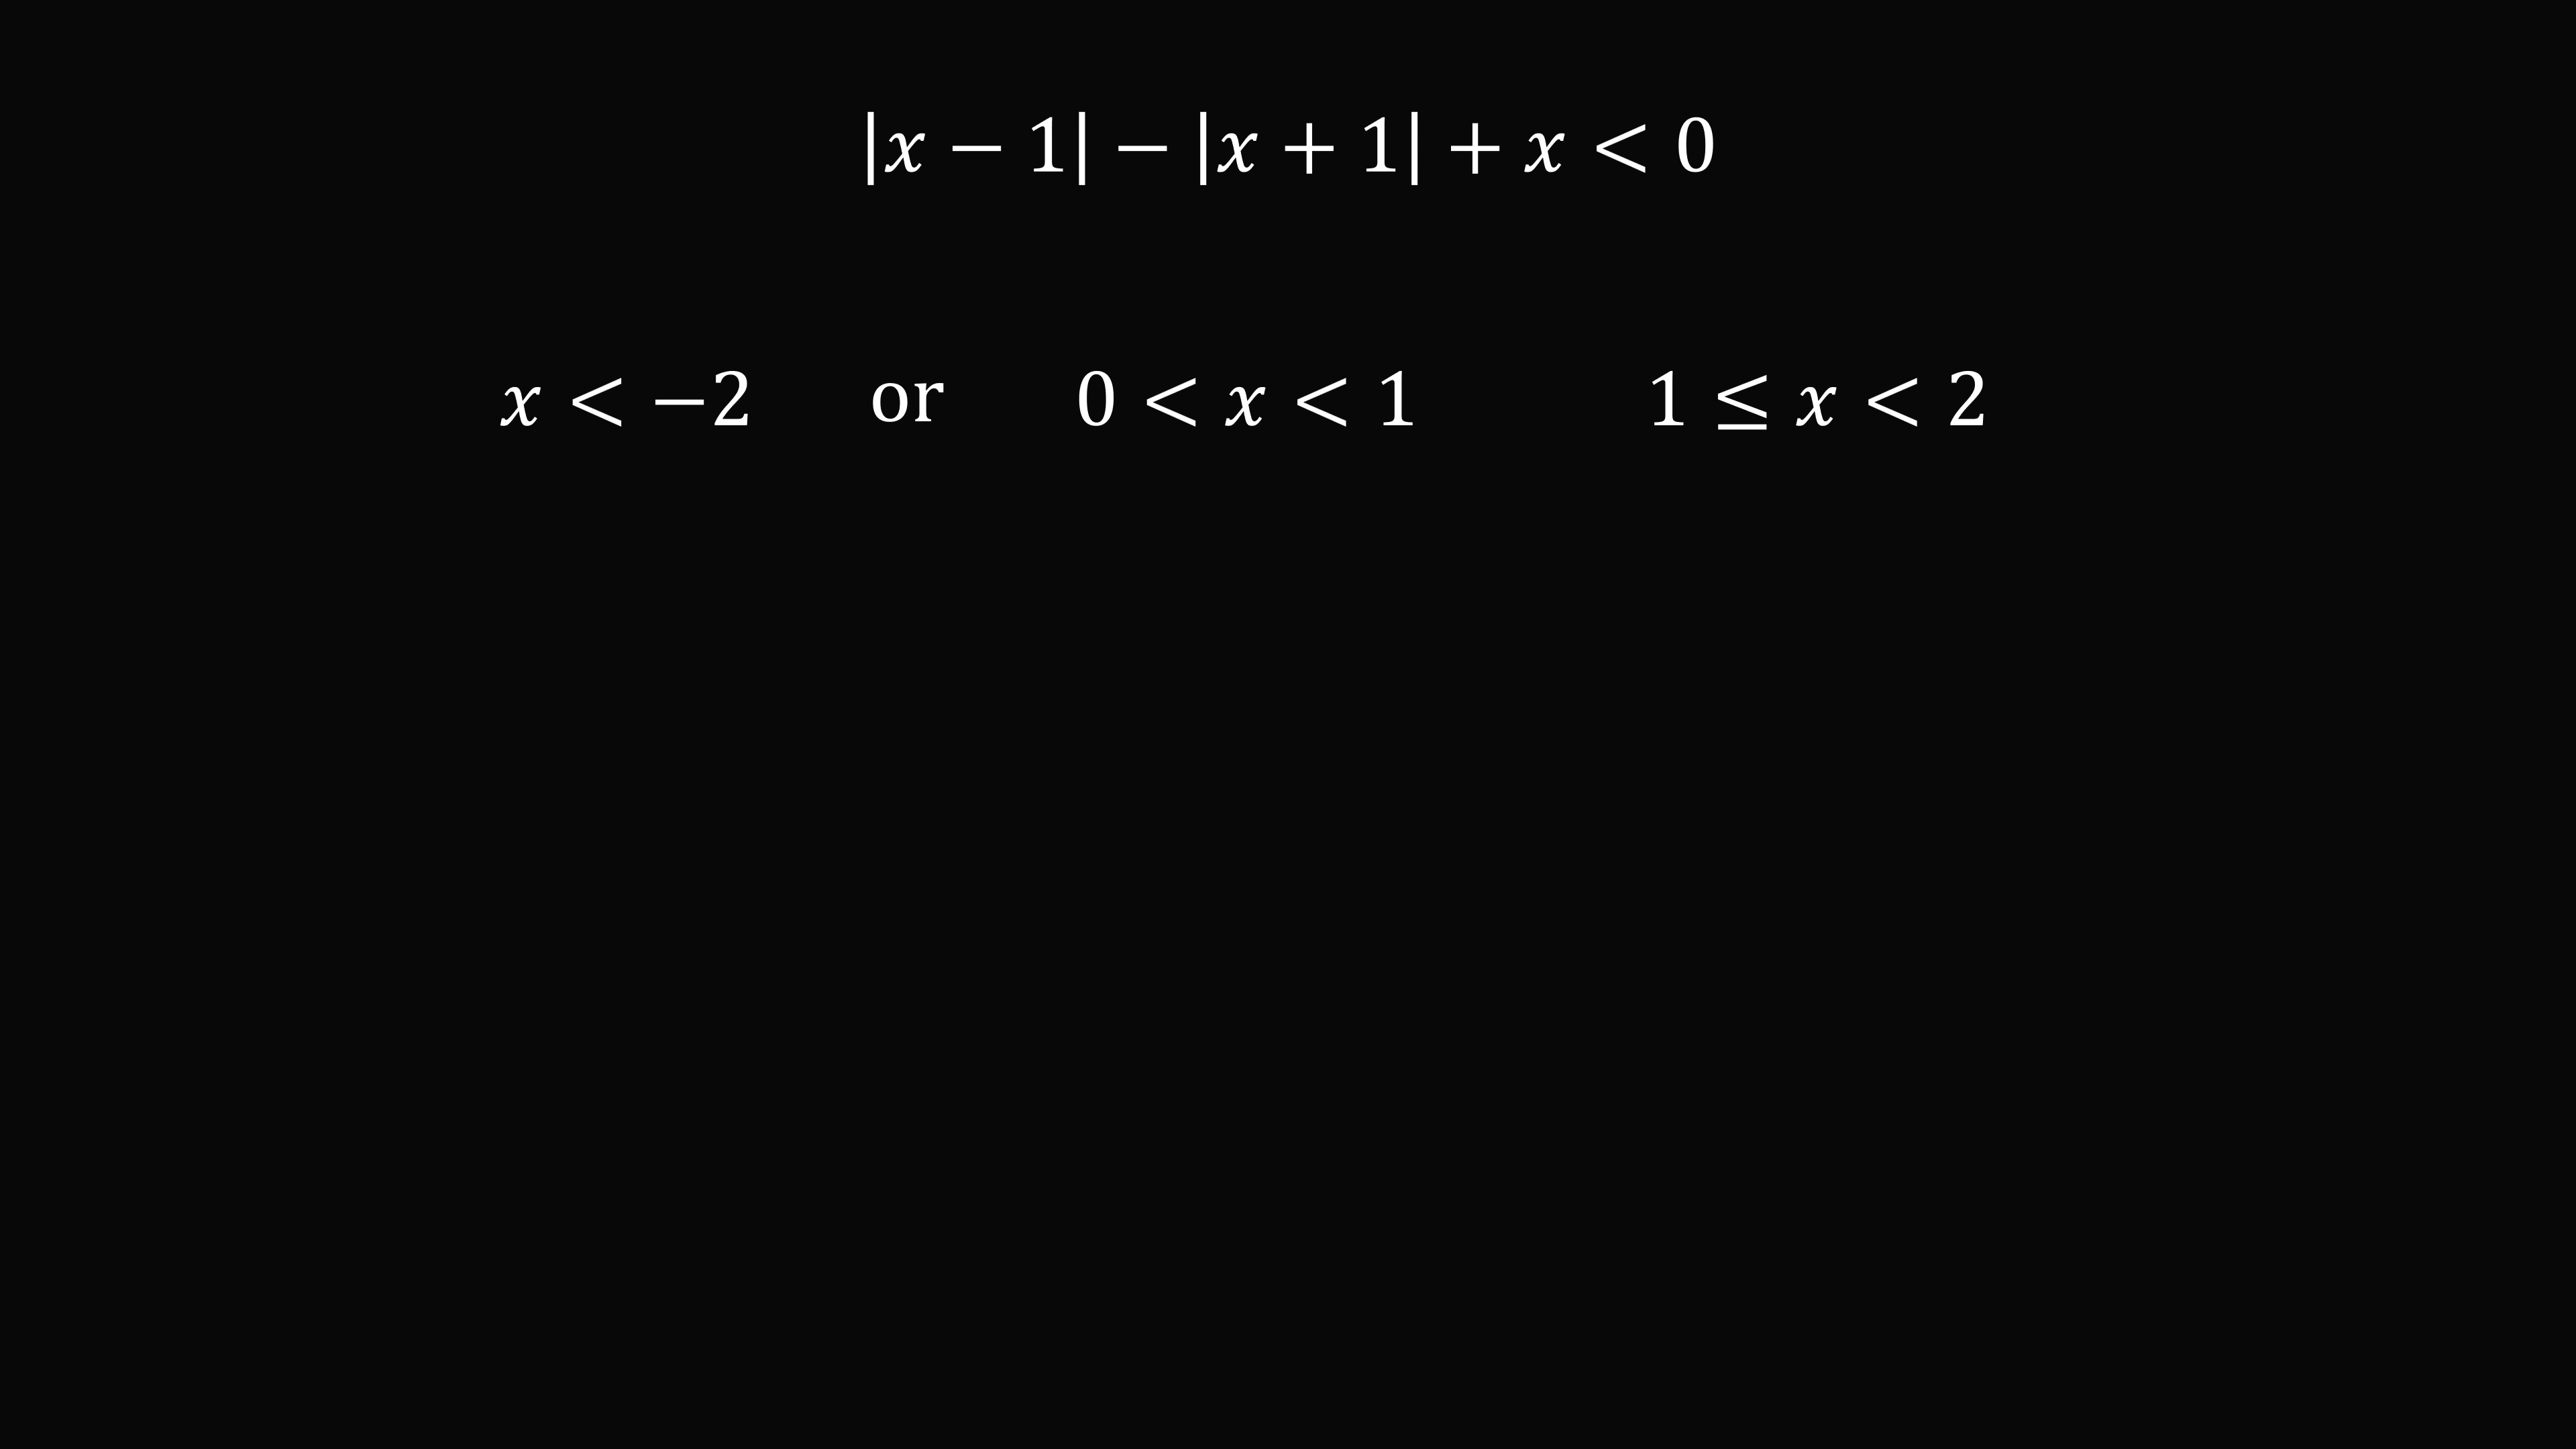 |x − 1| − |x + 1| + x < 0
x < −2 or 0 < x < 1 1 ≤ x < 2